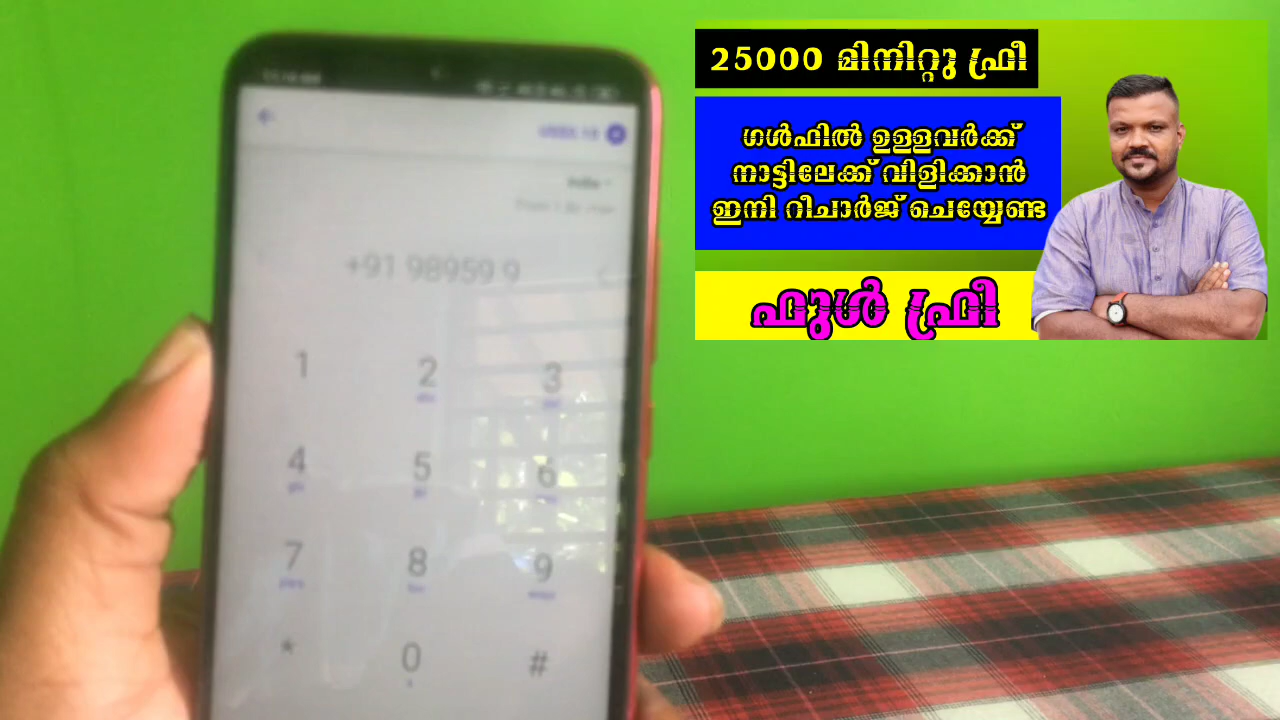 25000 മിനിറ്റു ഫ്രീ
ഗൾഫിൽ ഉള്ളവർക്ക്
നാട്ടിലേക്ക് വിളിക്കാൻ
ഇനി റീചാർജ് ചെയ്യേണ്ട
ഫുൾ ഫ്രീ
India
+91 98959 9
1
2
3
4
5
6
7
8
9
*
0
#